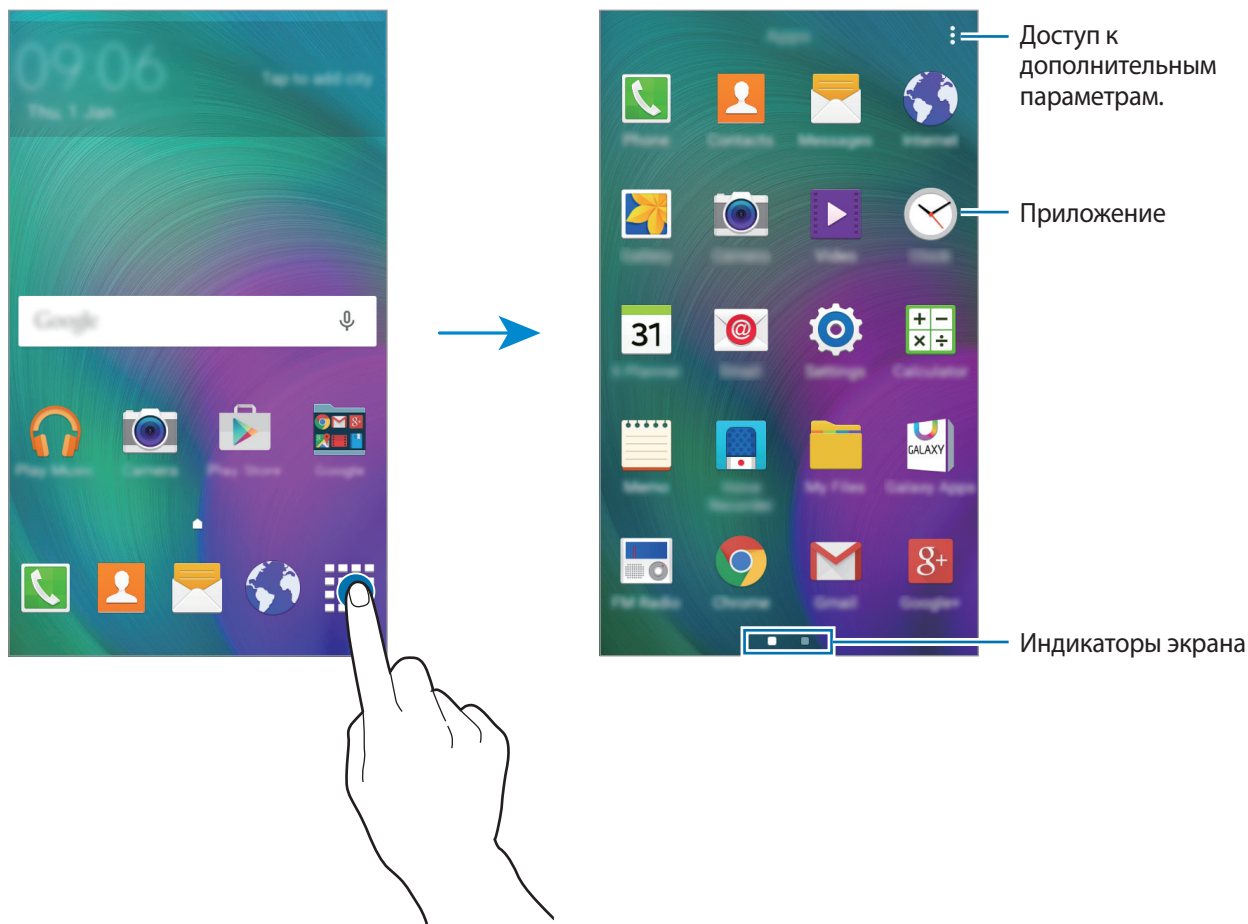 09:06
Tap to add city
Thu, 1 Jan
Google
Play Music
Camera
Play Store
Google
Apps
Phone
Contacts
Messages
Internet
Gallery
Camera
Video
Clock
31
S Planner
Email
Settings
Calculator
GALAXY
Memo
Voice
Recorder
My Files
Galaxy Apps
g+
FM Radio
Chrome
Gmail
Google+
Доступ к
дополнительным
параметрам.
Приложение
Индикаторы экрана